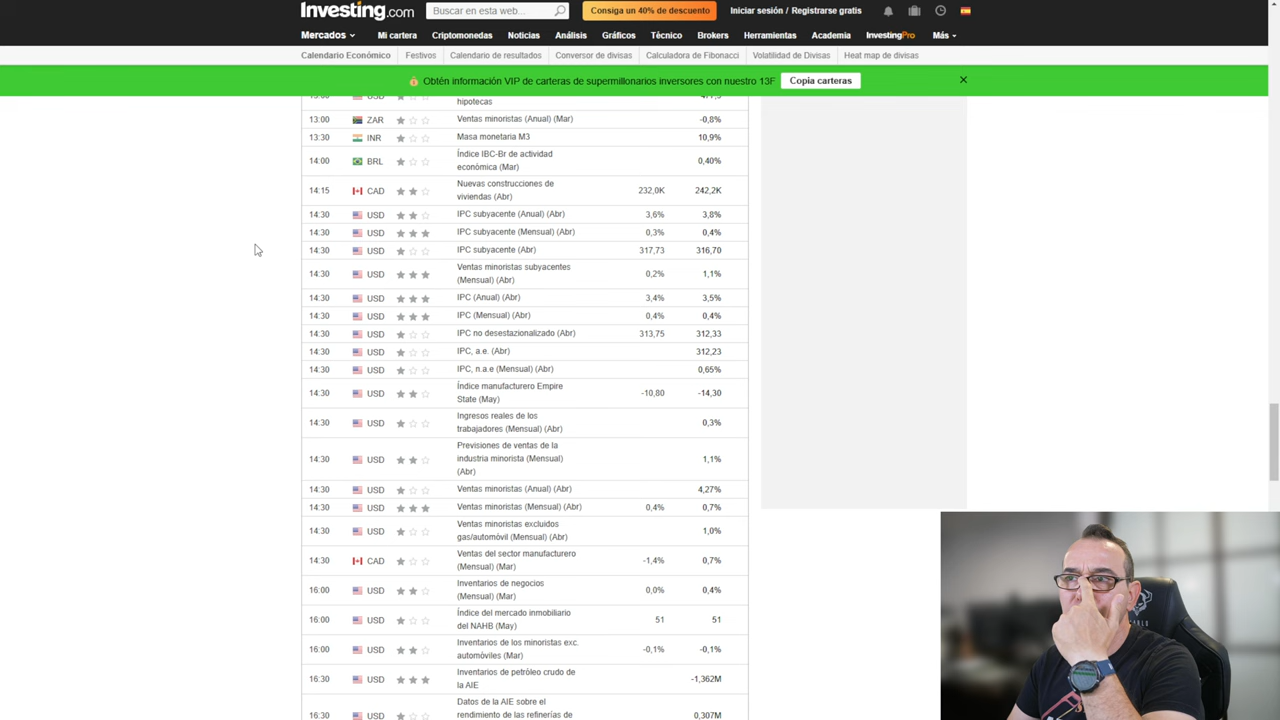 Investing.com
Buscar en esta web...
Consiga un 40% de descuento
Iniciar sesión / Registrarse gratis
Mercados
Mi cartera
Criptomonedas
Noticias
Análisis
Gráficos
Técnico
Brokers
Herramientas
Academia
InvestingPro
Más
Calendario Económico
Festivos
Calendario de resultados
Conversor de divisas
Calculadora de Fibonacci
Volatilidad de Divisas
Heat map de divisas
Obtén información VIP de carteras de supermillonarios inversores con nuestro 13F
Copia carteras
hipotecas
13:00 ZAR Ventas minoristas (Anual) (Mar) -0,8%
13:30 INR Masa monetaria M3 10,9%
14:00 BRL Índice IBC-Br de actividad
económica (Mar) 0,40%
14:15 CAD Nuevas construcciones de
viviendas (Abr) 232,0K 242,2K
14:30 USD IPC subyacente (Anual) (Abr) 3,6% 3,8%
14:30 USD IPC subyacente (Mensual) (Abr) 0,3% 0,4%
14:30 USD IPC subyacente (Abr) 317,73 316,70
14:30 USD Ventas minoristas subyacentes
(Mensual) (Abr) 0,2% 1,1%
14:30 USD IPC (Anual) (Abr) 3,4% 3,5%
14:30 USD IPC (Mensual) (Abr) 0,4% 0,4%
14:30 USD IPC no desestazionalizado (Abr) 313,75 312,33
14:30 USD IPC, a.e. (Abr) 312,23
14:30 USD IPC, n.a.e (Mensual) (Abr) 0,65%
14:30 USD Índice manufacturero Empire
State (May) -10,80 -14,30
14:30 USD Ingresos reales de los
trabajadores (Mensual) (Abr) 0,3%
14:30 USD Previsiones de ventas de la
industria minorista (Mensual)
(Abr) 1,1%
14:30 USD Ventas minoristas (Anual) (Abr) 4,27%
14:30 USD Ventas minoristas (Mensual) (Abr) 0,4% 0,7%
14:30 USD Ventas minoristas excluidos
gas/automóvil (Mensual) (Abr) 1,0%
14:30 CAD Ventas del sector manufacturero
(Mensual) (Mar) -1,4% 0,7%
16:00 USD Inventarios de negocios
(Mensual) (Mar) 0,0% 0,4%
16:00 USD Índice del mercado inmobiliario
del NAHB (May) 51 51
16:00 USD Inventarios de los minoristas exc.
automóviles (Mar) -0,1% -0,1%
16:30 USD Inventarios de petróleo crudo de
la AIE -1,362M
16:30 USD Datos de la AIE sobre el
rendimiento de las refinerías de 0,307M